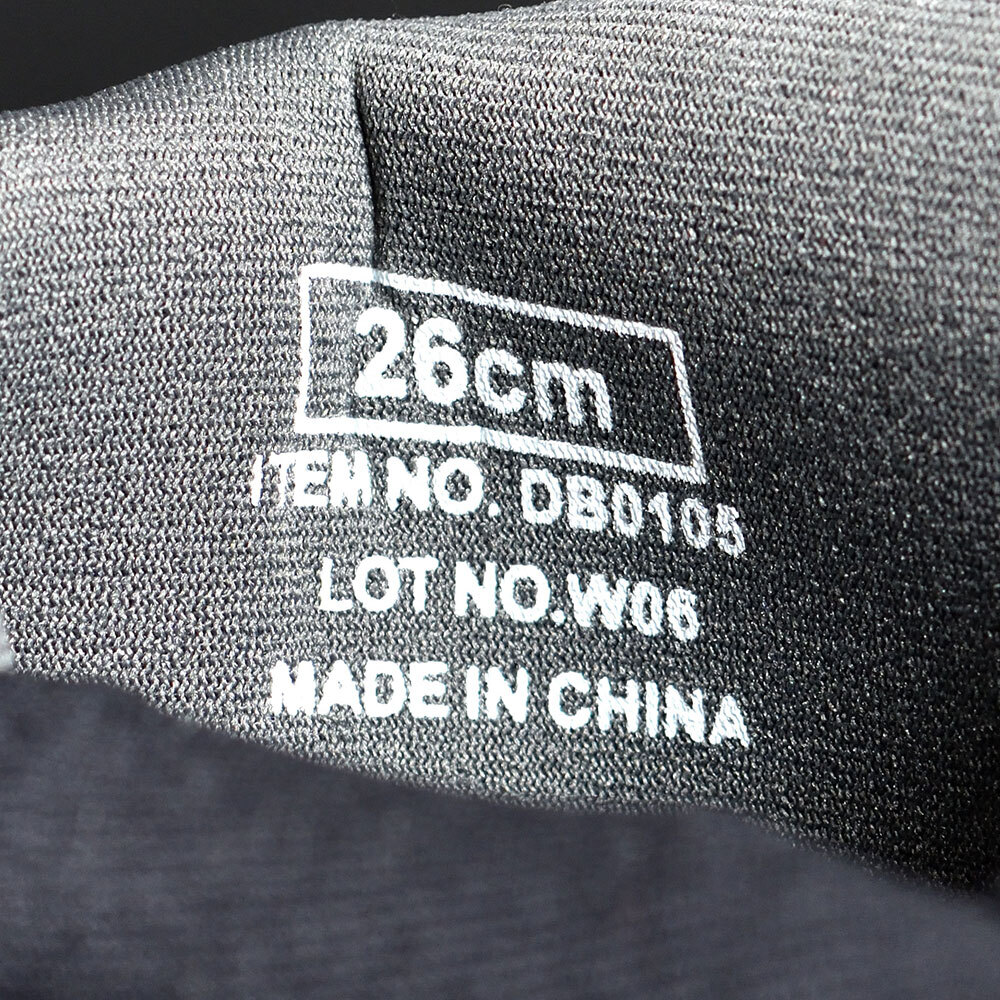 26cm
ITEM NO. DB0105
LOT NO.W06
MADE IN CHINA